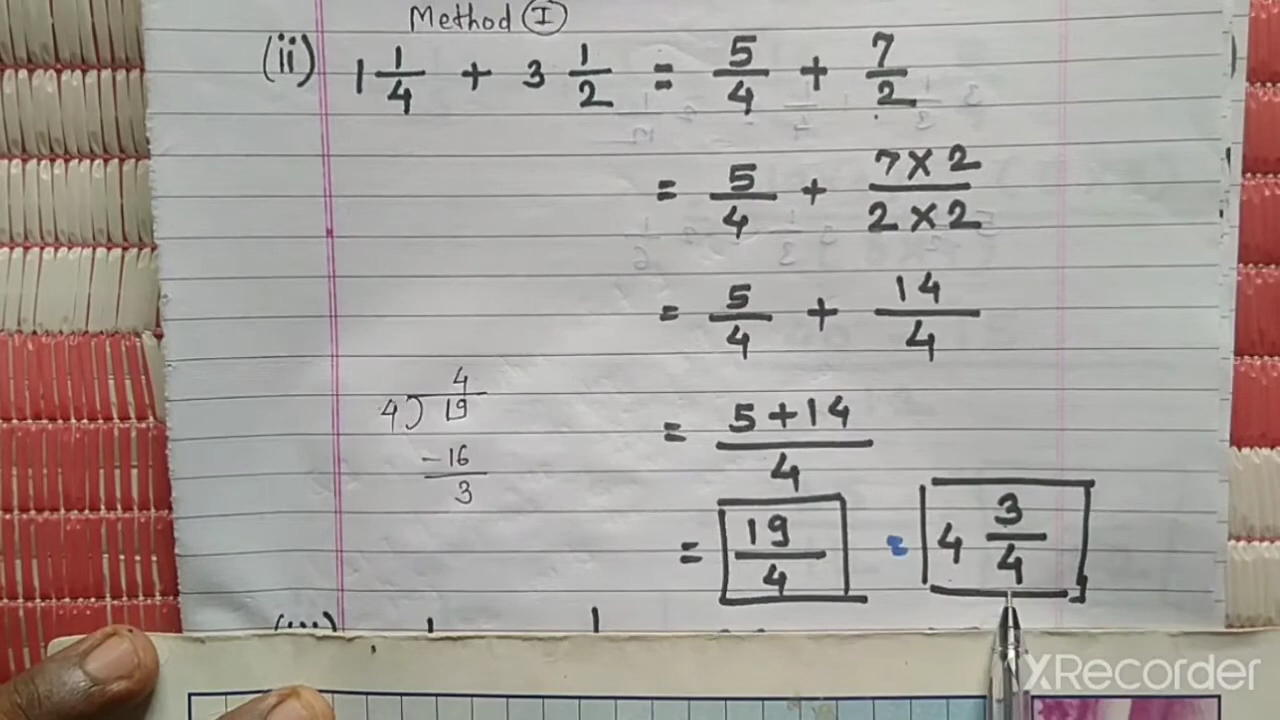 Method I
(ii) 1 1/4 + 3 1/2 = 5/4 + 7/2
= 5/4 + 7×2/2×2
= 5/4 + 14/4
4
4) 19
-16
3
= 5+14/4
= 19/4 = 4 3/4
(iii)
XRecorder